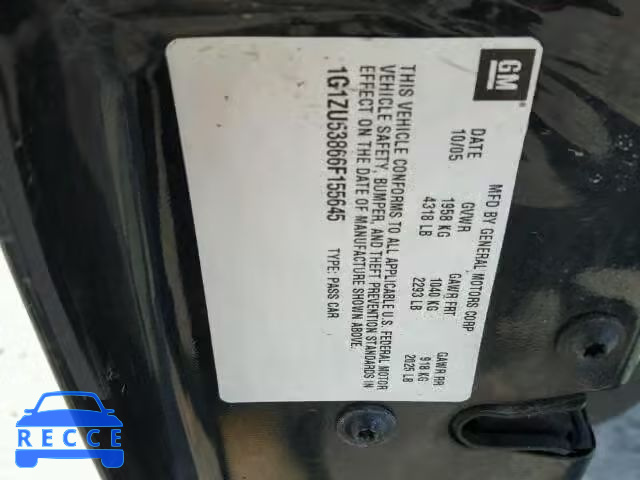 GM
MFD BY GENERAL MOTORS CORP
DATE GVWR GAWR FRT GAWR RR
10/05 1958 KG 1040 KG 918 KG
4318 LB 2293 LB 2025 LB
THIS VEHICLE CONFORMS TO ALL APPLICABLE U.S. FEDERAL MOTOR
VEHICLE SAFETY, BUMPER, AND THEFT PREVENTION STANDARDS IN
EFFECT ON THE DATE OF MANUFACTURE SHOWN ABOVE.
1G1ZU53866F155645 TYPE: PASS CAR
RECCE